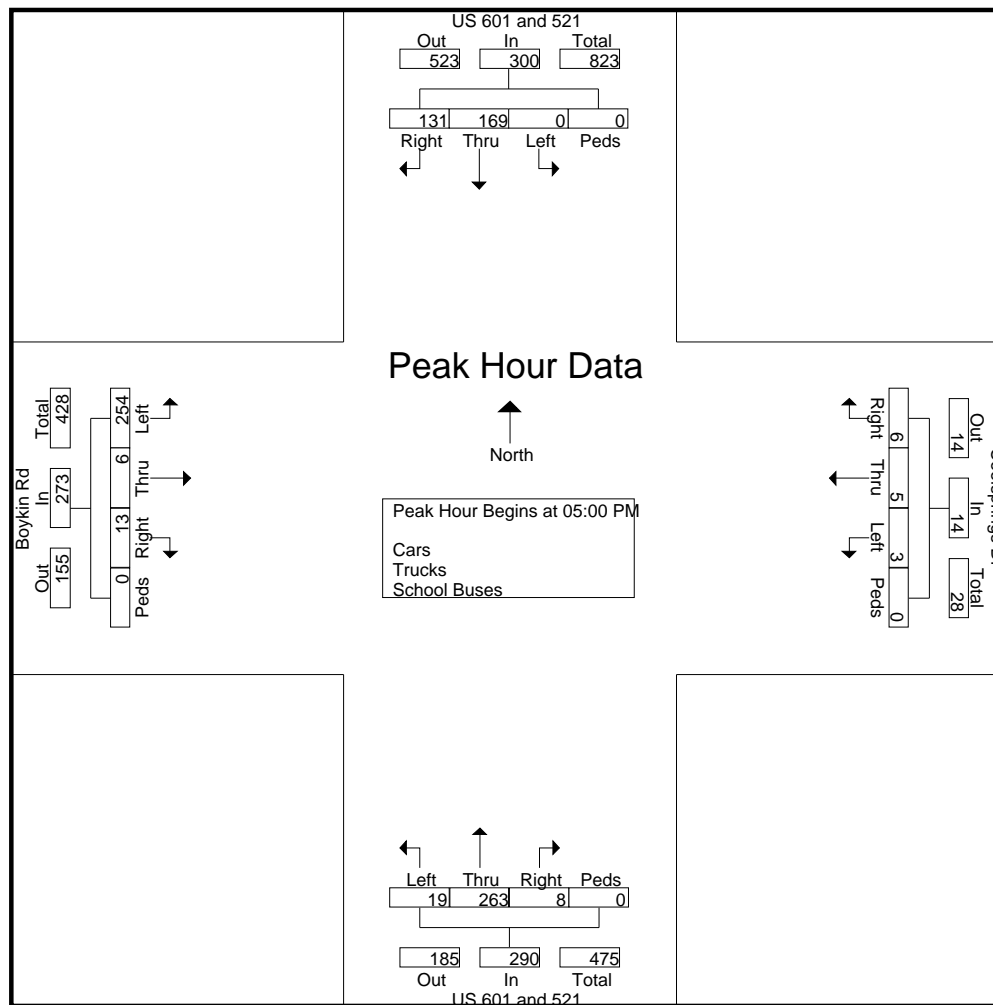 US 601 and 521
Out In Total
523 300 823
131 169 0 0
Right Thru Left Peds
Peak Hour Data
North
Peak Hour Begins at 05:00 PM
Cars
Trucks
School Buses
Boykin Rd
Out In Total
155 273 428
0 13 6 254
Peds Right Thru Left
Out In Total
14 14 28
6 5 3 0
Right Thru Left Peds
Left Thru Right Peds
19 263 8 0
185 290 475
Out In Total
US 601 and 521